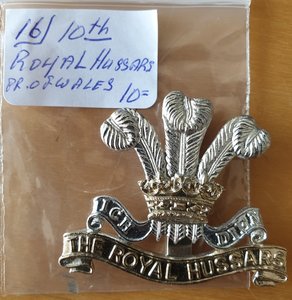 16/ 10th
ROYAL HUSSARS
PR. OF WALES 10=
ICH DIEN
THE ROYAL HUSSARS